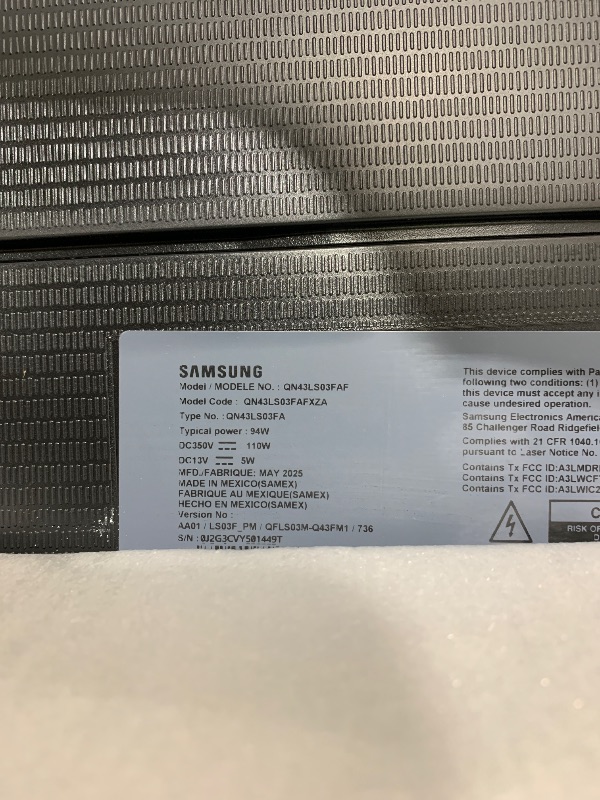 SAMSUNG
Model / MODELE NO. : QN43LS03FAF
Model Code : QN43LS03FAFXZA
Type No. : QN43LS03FA
Typical power : 94W
DC350V 110W
DC13V 5W
MFD./FABRIQUE: MAY 2025
MADE IN MEXICO(SAMEX)
FABRIQUE AU MEXIQUE(SAMEX)
HECHO EN MEXICO(SAMEX)
Version No :
AA01 / LS03F_PM / QFLS03M-Q43FM1 / 736
S/N : 0J2G3CVY501449T
This device complies with Pa
following two conditions: (1)
this device must accept any i
cause undesired operation.
Samsung Electronics America
85 Challenger Road Ridgefiel
Complies with 21 CFR 1040.1
pursuant to Laser Notice No.
Contains Tx FCC ID:A3LMDR
Contains Tx FCC ID:A3LWCF
Contains Tx FCC ID:A3LWIC2
C
RISK OF